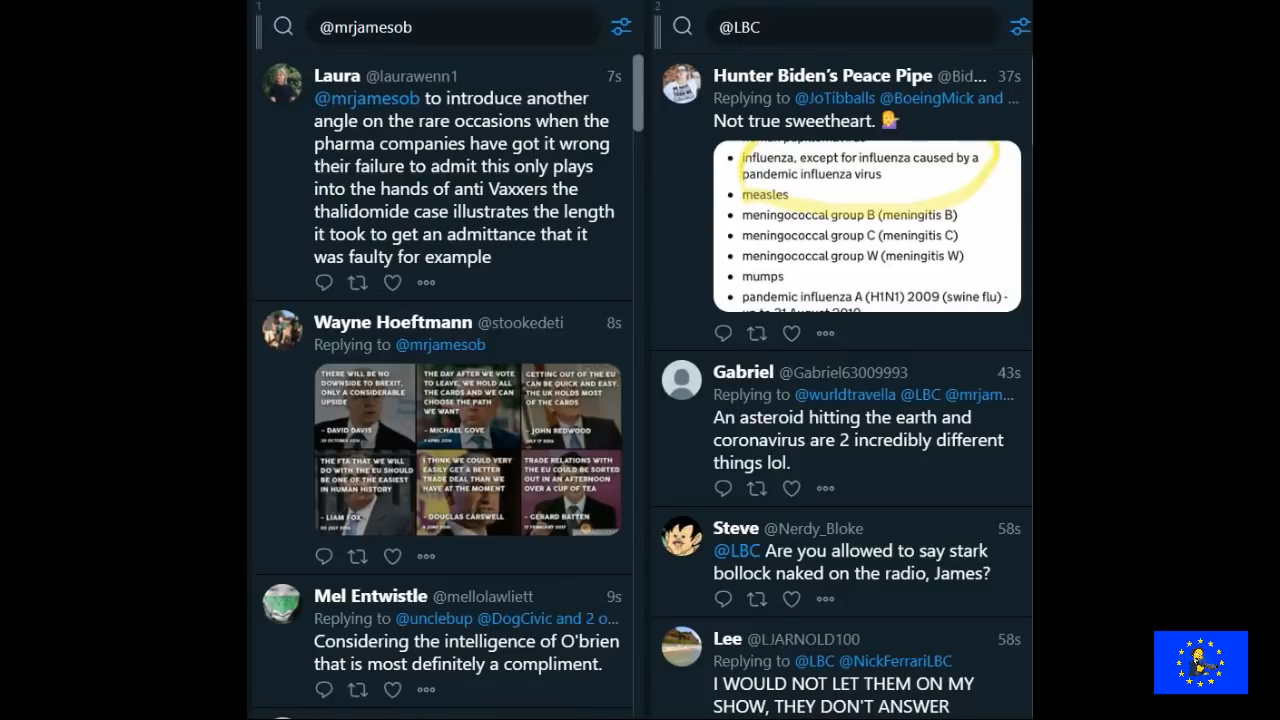 1
@mrjamesob
Laura @laurawenn1 7s
@mrjamesob to introduce another
angle on the rare occasions when the
pharma companies have got it wrong
their failure to admit this only plays
into the hands of anti Vaxxers the
thalidomide case illustrates the length
it took to get an admittance that it
was faulty for example
Wayne Hoeftmann @stookedeti 8s
Replying to @mrjamesob
THERE WILL BE NO
DOWNSIDE TO BREXIT,
ONLY A CONSIDERABLE
UPSIDE
- DAVID DAVIS
THE DAY AFTER WE VOTE
TO LEAVE, WE HOLD ALL
THE CARDS AND WE CAN
CHOOSE THE PATH
WE WANT
- MICHAEL GOVE
GETTING OUT OF THE EU
CAN BE QUICK AND EASY.
THE UK HOLDS MOST
OF THE CARDS
- JOHN REDWOOD
THE FTA THAT WE WILL
DO WITH THE EU SHOULD
BE ONE OF THE EASIEST
IN HUMAN HISTORY
- LIAM FOX
I THINK WE COULD VERY
EASILY GET A BETTER
TRADE DEAL THAN WE
HAVE AT THE MOMENT
- DOUGLAS CARSWELL
TRADE RELATIONS WITH
THE EU COULD BE SORTED
OUT IN AN AFTERNOON
OVER A CUP OF TEA
- GERARD BATTEN
Mel Entwistle @mellolawliett 9s
Replying to @unclebup @DogCivic and 2 o...
Considering the intelligence of O'brien
that is most definitely a compliment.
2
@LBC
Hunter Biden's Peace Pipe @Bid... 37s
Replying to @JoTibballs @BoeingMick and ...
Not true sweetheart.
influenza, except for influenza caused by a
pandemic influenza virus
measles
meningococcal group B (meningitis B)
meningococcal group C (meningitis C)
meningococcal group W (meningitis W)
mumps
pandemic influenza A (H1N1) 2009 (swine flu) -
Gabriel @Gabriel63009993 43s
Replying to @wurldtravella @LBC @mrjam...
An asteroid hitting the earth and
coronavirus are 2 incredibly different
things lol.
Steve @Nerdy_Bloke 58s
@LBC Are you allowed to say stark
bollock naked on the radio, James?
Lee @LJARNOLD100 58s
Replying to @LBC @NickFerrariLBC
I WOULD NOT LET THEM ON MY
SHOW, THEY DON'T ANSWER